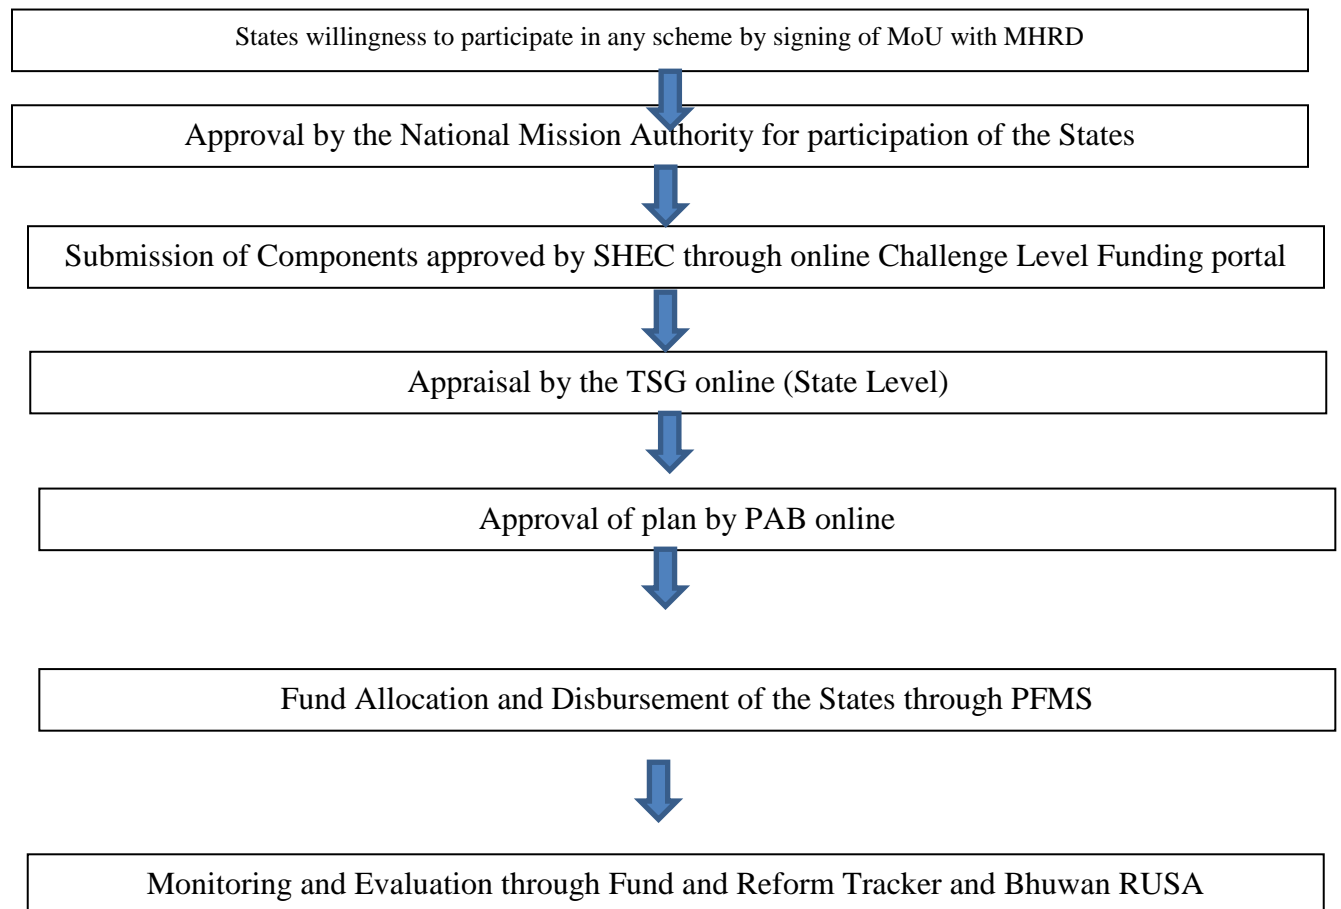 States willingness to participate in any scheme by signing of MoU with MHRD
Approval by the National Mission Authority for participation of the States
Submission of Components approved by SHEC through online Challenge Level Funding portal
Appraisal by the TSG online (State Level)
Approval of plan by PAB online
Fund Allocation and Disbursement of the States through PFMS
Monitoring and Evaluation through Fund and Reform Tracker and Bhuwan RUSA